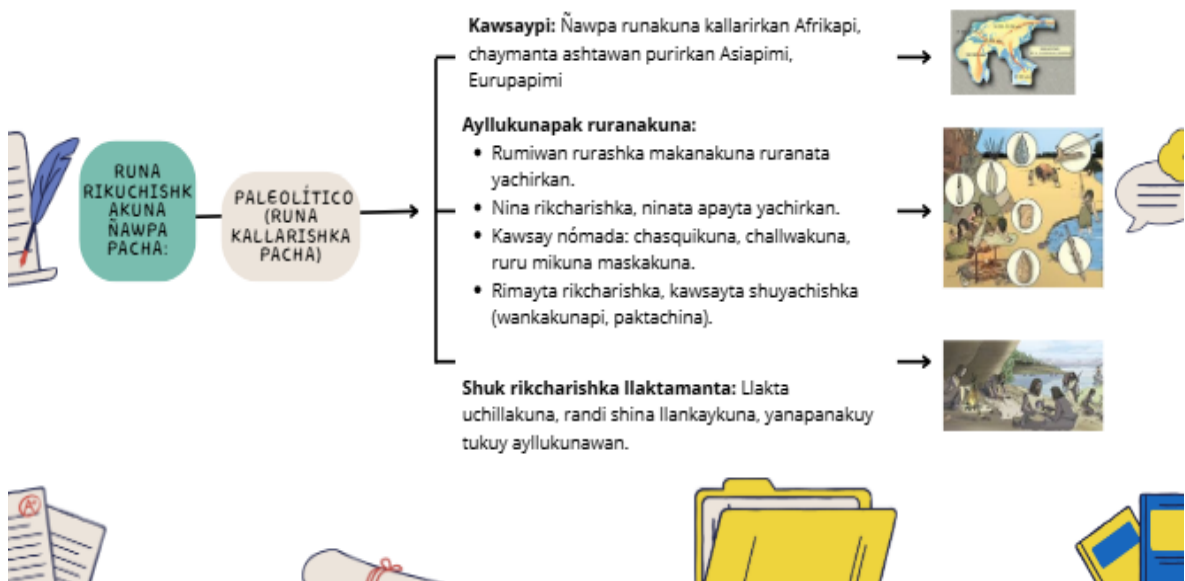 RUNA
RIKUCHISHK
AKUNA
ÑAWPA
PACHA:
PALEOLÍTICO
(RUNA
KALLARISHKA
PACHA)
Kawsaypi: Ñawpa runakuna kallarirkan Afrikapi,
chaymanta ashtawan purirkan Asiapimi,
Eurupapimi
Ayllukunapak ruranakuna:
• Rumiwan rurashka makanakuna ruranata
yachirkan.
• Nina rikcharishka, ninata apayta yachirkan.
• Kawsay nómada: chasquikuna, challwakuna,
ruru mikuna maskakuna.
• Rimayta rikcharishka, kawsayta shuyachishka
(wankakunapi, paktachina).
Shuk rikcharishka llaktamanta: Llakta
uchillakuna, randi shina llankaykuna, yanapanakuy
tukuy ayllukunawan.